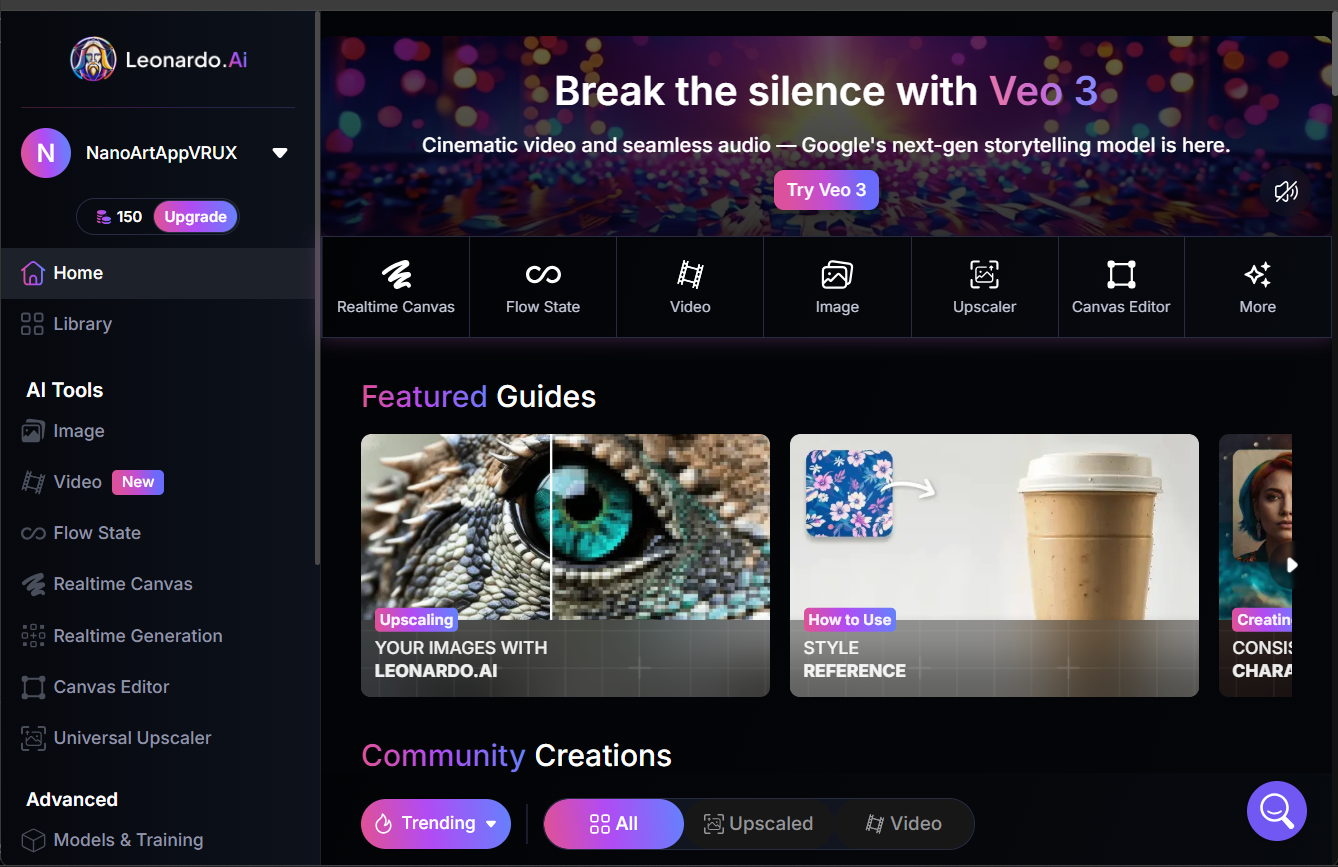 Leonardo.Ai
N
NanoArtAppVRUX
150
Upgrade
Home
Library
AI Tools
Image
Video
New
Flow State
Realtime Canvas
Realtime Generation
Canvas Editor
Universal Upscaler
Advanced
Models & Training
Break the silence with Veo 3
Cinematic video and seamless audio — Google's next-gen storytelling model is here.
Try Veo 3
Realtime Canvas
Flow State
Video
Image
Upscaler
Canvas Editor
More
Featured Guides
Upscaling
YOUR IMAGES WITH
LEONARDO.AI
How to Use
STYLE
REFERENCE
Community Creations
Trending
All
Upscaled
Video